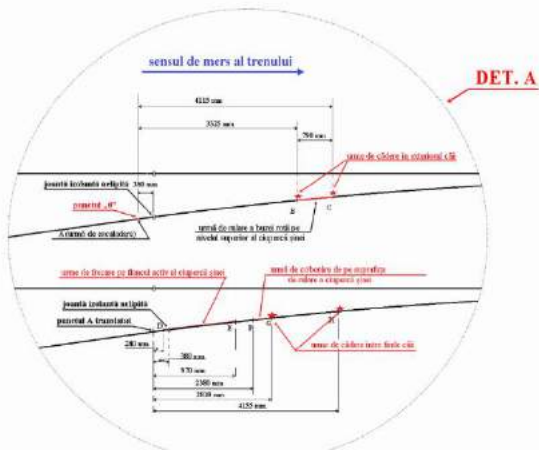 sensul de mers al trenului
DET. A
4115 mm
3325 mm
790 mm
urme de cădere în exteriorul căii
joantă izolantă nelipită
350 mm
punctul „0”
A(urmă de escaladare)
B
C
urmă de rulare a buzei roții pe
nivelul superior al ciupercii șinei
urme de frecare pe flancul activ al ciupercii șinei
urmă de coborâre de pe suprafața
de rulare a ciupercii șinei
joantă izolantă nelipită
punctul A translatat
D
E
F
G
H
urme de cădere între firele căii
280 mm
380 mm
970 mm
2380 mm
4155 mm